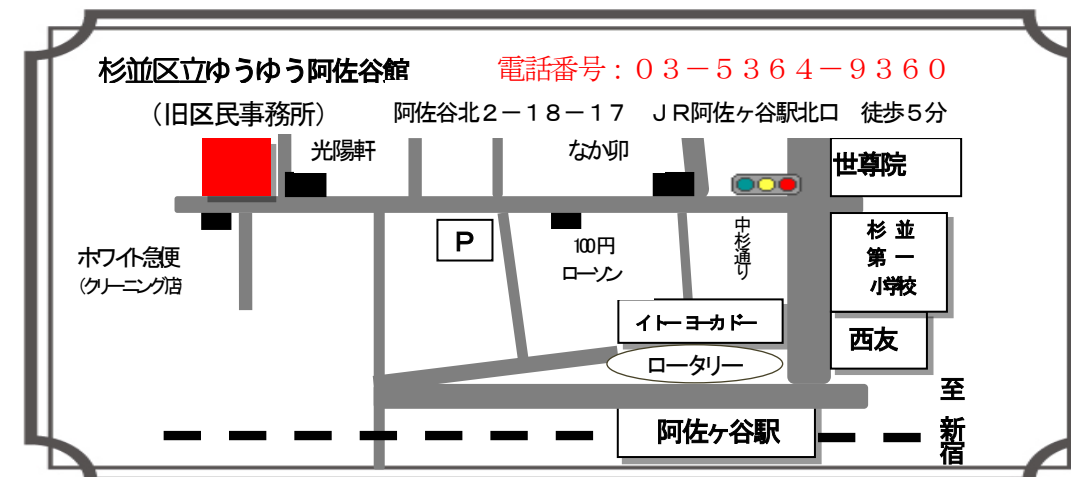 杉並区立ゆうゆう阿佐谷館
電話番号：０３－５３６４－９３６０
（旧区民事務所）
阿佐谷北２－１８－１７　ＪＲ阿佐ヶ谷駅北口　徒歩５分
光陽軒
なか卯
世尊院
ホワイト急便
（クリーニング店
P
100円
ローソン
中杉通り
杉並
第一
小学校
イトーヨーカドー
西友
ロータリー
阿佐ヶ谷駅
至
新宿